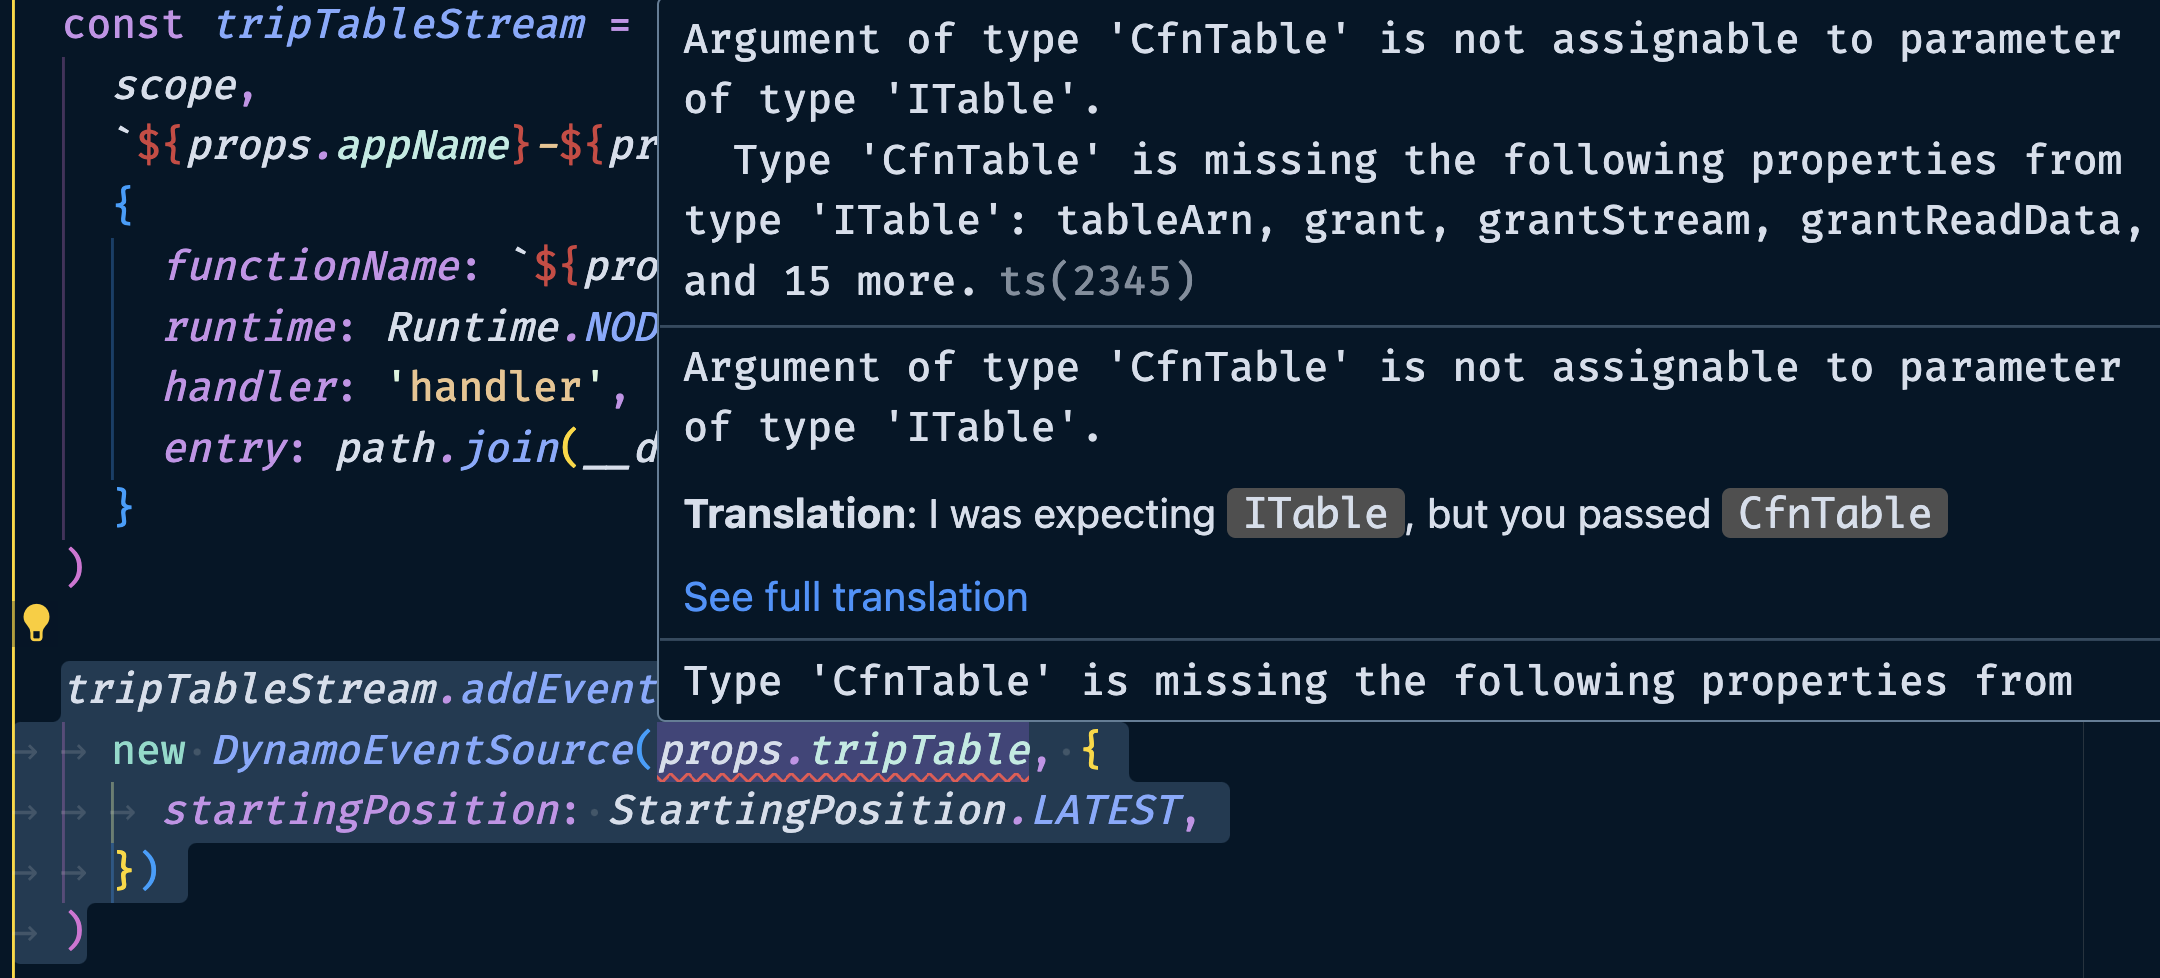 const tripTableStream =
scope,
`${props.appName}-${pr
{
functionName: `${pro
runtime: Runtime.NOD
handler: 'handler',
entry: path.join(__d
}
)
Argument of type 'CfnTable' is not assignable to parameter
of type 'ITable'.
Type 'CfnTable' is missing the following properties from
type 'ITable': tableArn, grant, grantStream, grantReadData,
and 15 more. ts(2345)
Argument of type 'CfnTable' is not assignable to parameter
of type 'ITable'.
Translation: I was expecting ITable, but you passed CfnTable
See full translation
Type 'CfnTable' is missing the following properties from
tripTableStream.addEvent
new DynamoEventSource(props.tripTable, {
startingPosition: StartingPosition.LATEST,
})
)